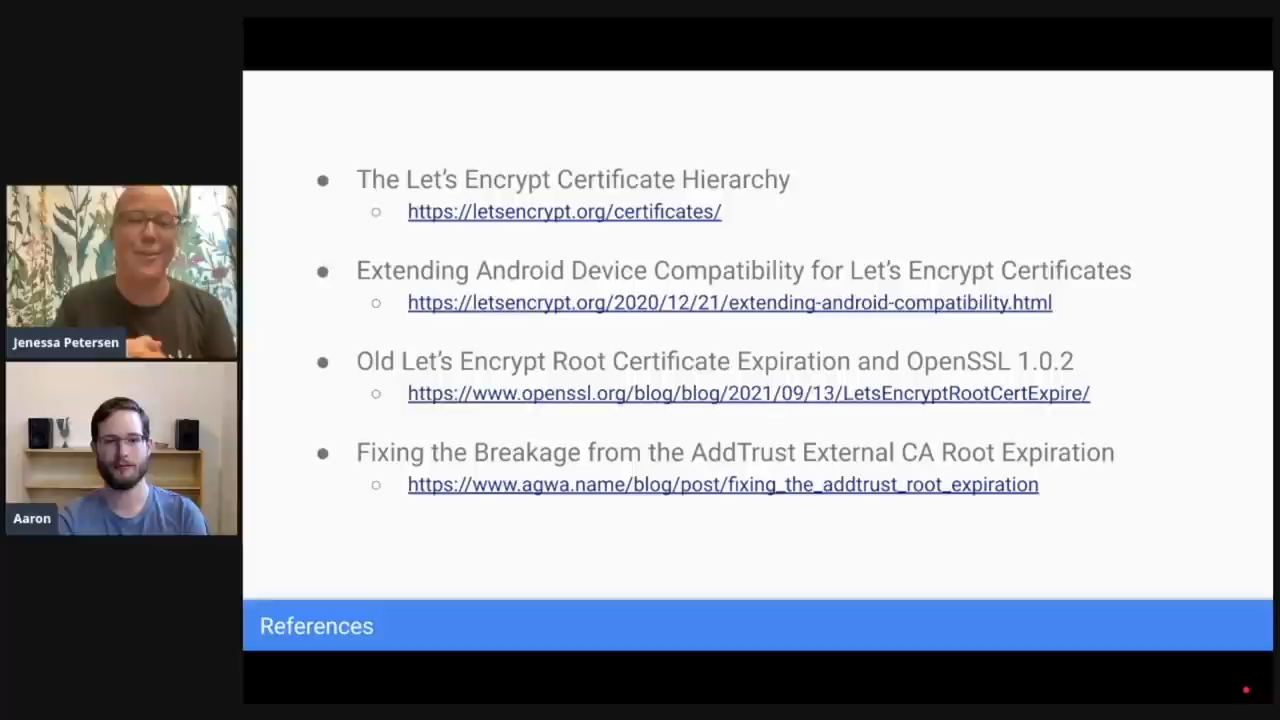 Jenessa Petersen
Aaron
● The Let's Encrypt Certificate Hierarchy
○ https://letsencrypt.org/certificates/
● Extending Android Device Compatibility for Let's Encrypt Certificates
○ https://letsencrypt.org/2020/12/21/extending-android-compatibility.html
● Old Let's Encrypt Root Certificate Expiration and OpenSSL 1.0.2
○ https://www.openssl.org/blog/blog/2021/09/13/LetsEncryptRootCertExpire/
● Fixing the Breakage from the AddTrust External CA Root Expiration
○ https://www.agwa.name/blog/post/fixing_the_addtrust_root_expiration
References